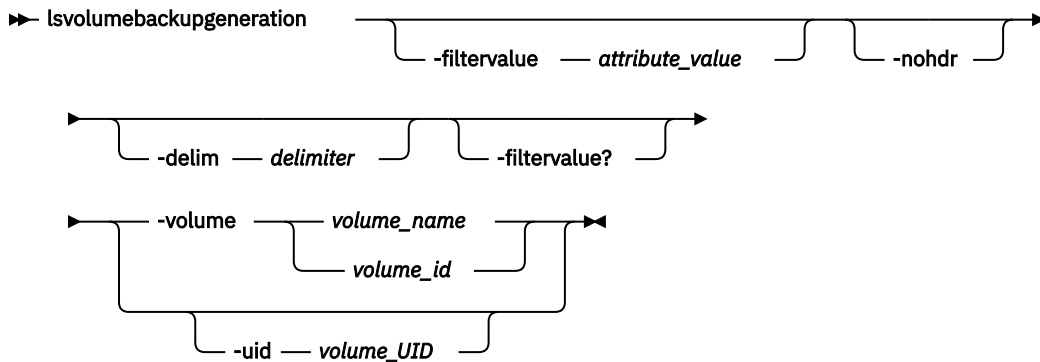 lsvolumebackupgeneration
-filtervalue attribute_value -nohdr
-delim delimiter -filtervalue?
-volume volume_name
volume_id
-uid volume_UID